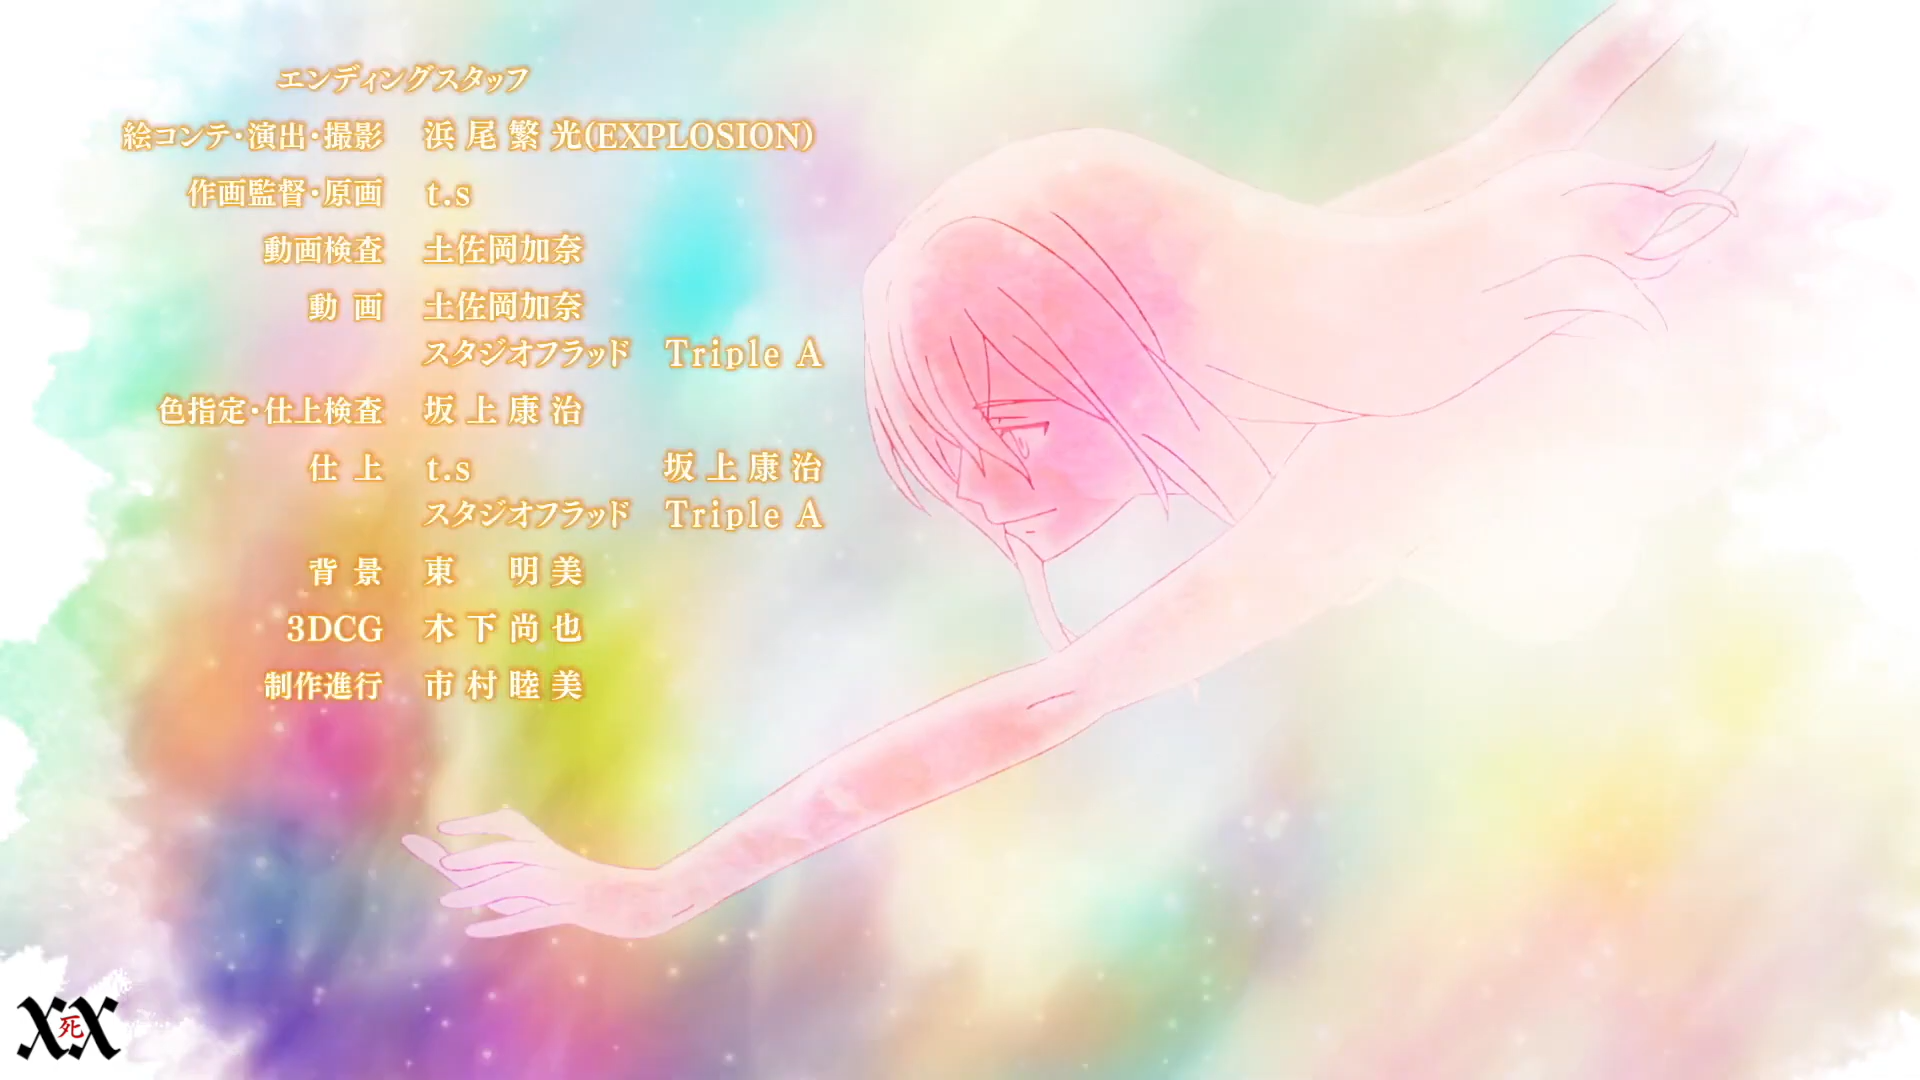 エンディングスタッフ
絵コンテ・演出・撮影 浜尾繁光(EXPLOSION)
作画監督・原画 t.s
動画検査 土佐岡加奈
動画 土佐岡加奈
スタジオフラッド Triple A
色指定・仕上検査 坂上康治
仕上 t.s 坂上康治
スタジオフラッド Triple A
背景 東 明美
3DCG 木下尚也
制作進行 市村睦美
X死X